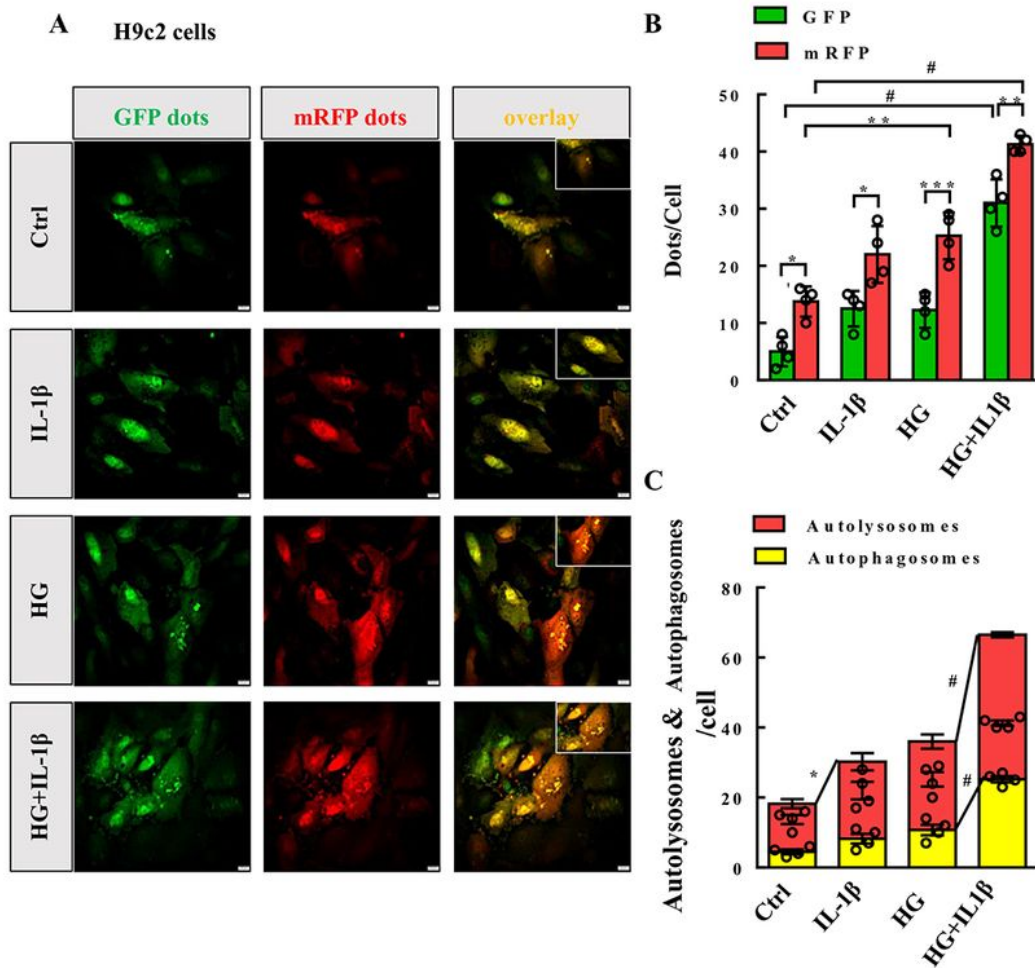 A
H9c2 cells
GFP dots
mRFP dots
overlay
Ctrl
IL-1β
HG
HG+IL-1β
B
GFP
mRFP
#
#
* *
* *
* * *
*
*
Dots/Cell
50
40
30
20
10
0
Ctrl
IL-1β
HG
HG+IL1β
C
Autolysosomes
Autophagosomes
Autolysosomes & Autophagosomes
/cell
80
60
40
20
0
*
#
#
Ctrl
IL-1β
HG
HG+IL1β